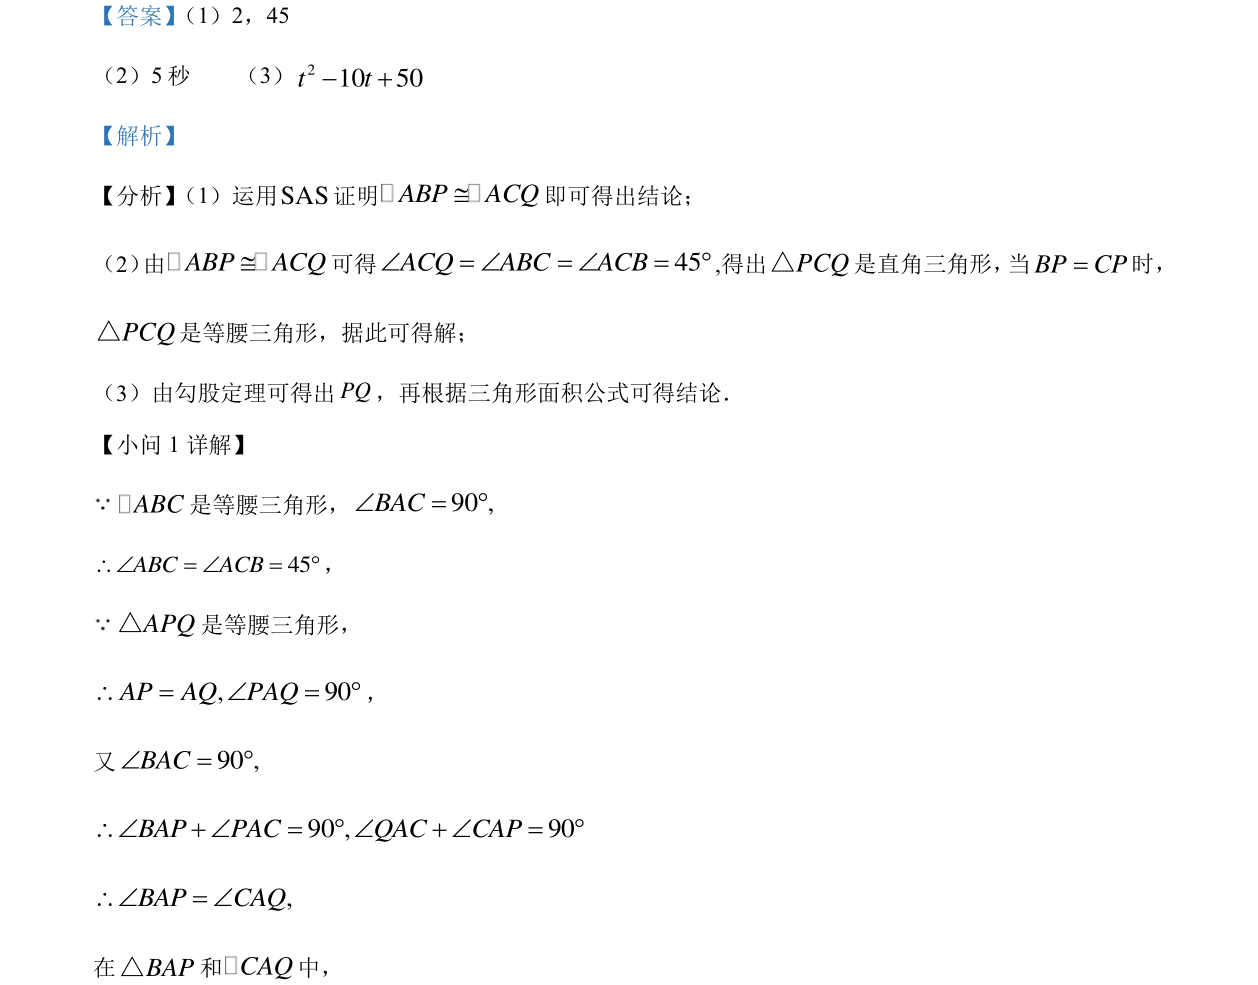 【答案】（1）2，45
（2）5 秒 （3）t² −10t + 50
【解析】
【分析】（1）运用 SAS 证明□ABP ≅□ACQ 即可得出结论；
（2）由□ABP ≅□ACQ 可得∠ACQ = ∠ABC = ∠ACB = 45°,得出△PCQ 是直角三角形，当 BP = CP 时，
△PCQ 是等腰三角形，据此可得解；
（3）由勾股定理可得出 PQ ，再根据三角形面积公式可得结论．
【小问 1 详解】
∵ □ABC 是等腰三角形， ∠BAC = 90°,
∴∠ABC = ∠ACB = 45° ，
∵ △APQ 是等腰三角形，
∴ AP = AQ,∠PAQ = 90° ，
又∠BAC = 90°,
∴∠BAP + ∠PAC = 90°,∠QAC + ∠CAP = 90°
∴∠BAP = ∠CAQ,
在△BAP 和□CAQ 中，